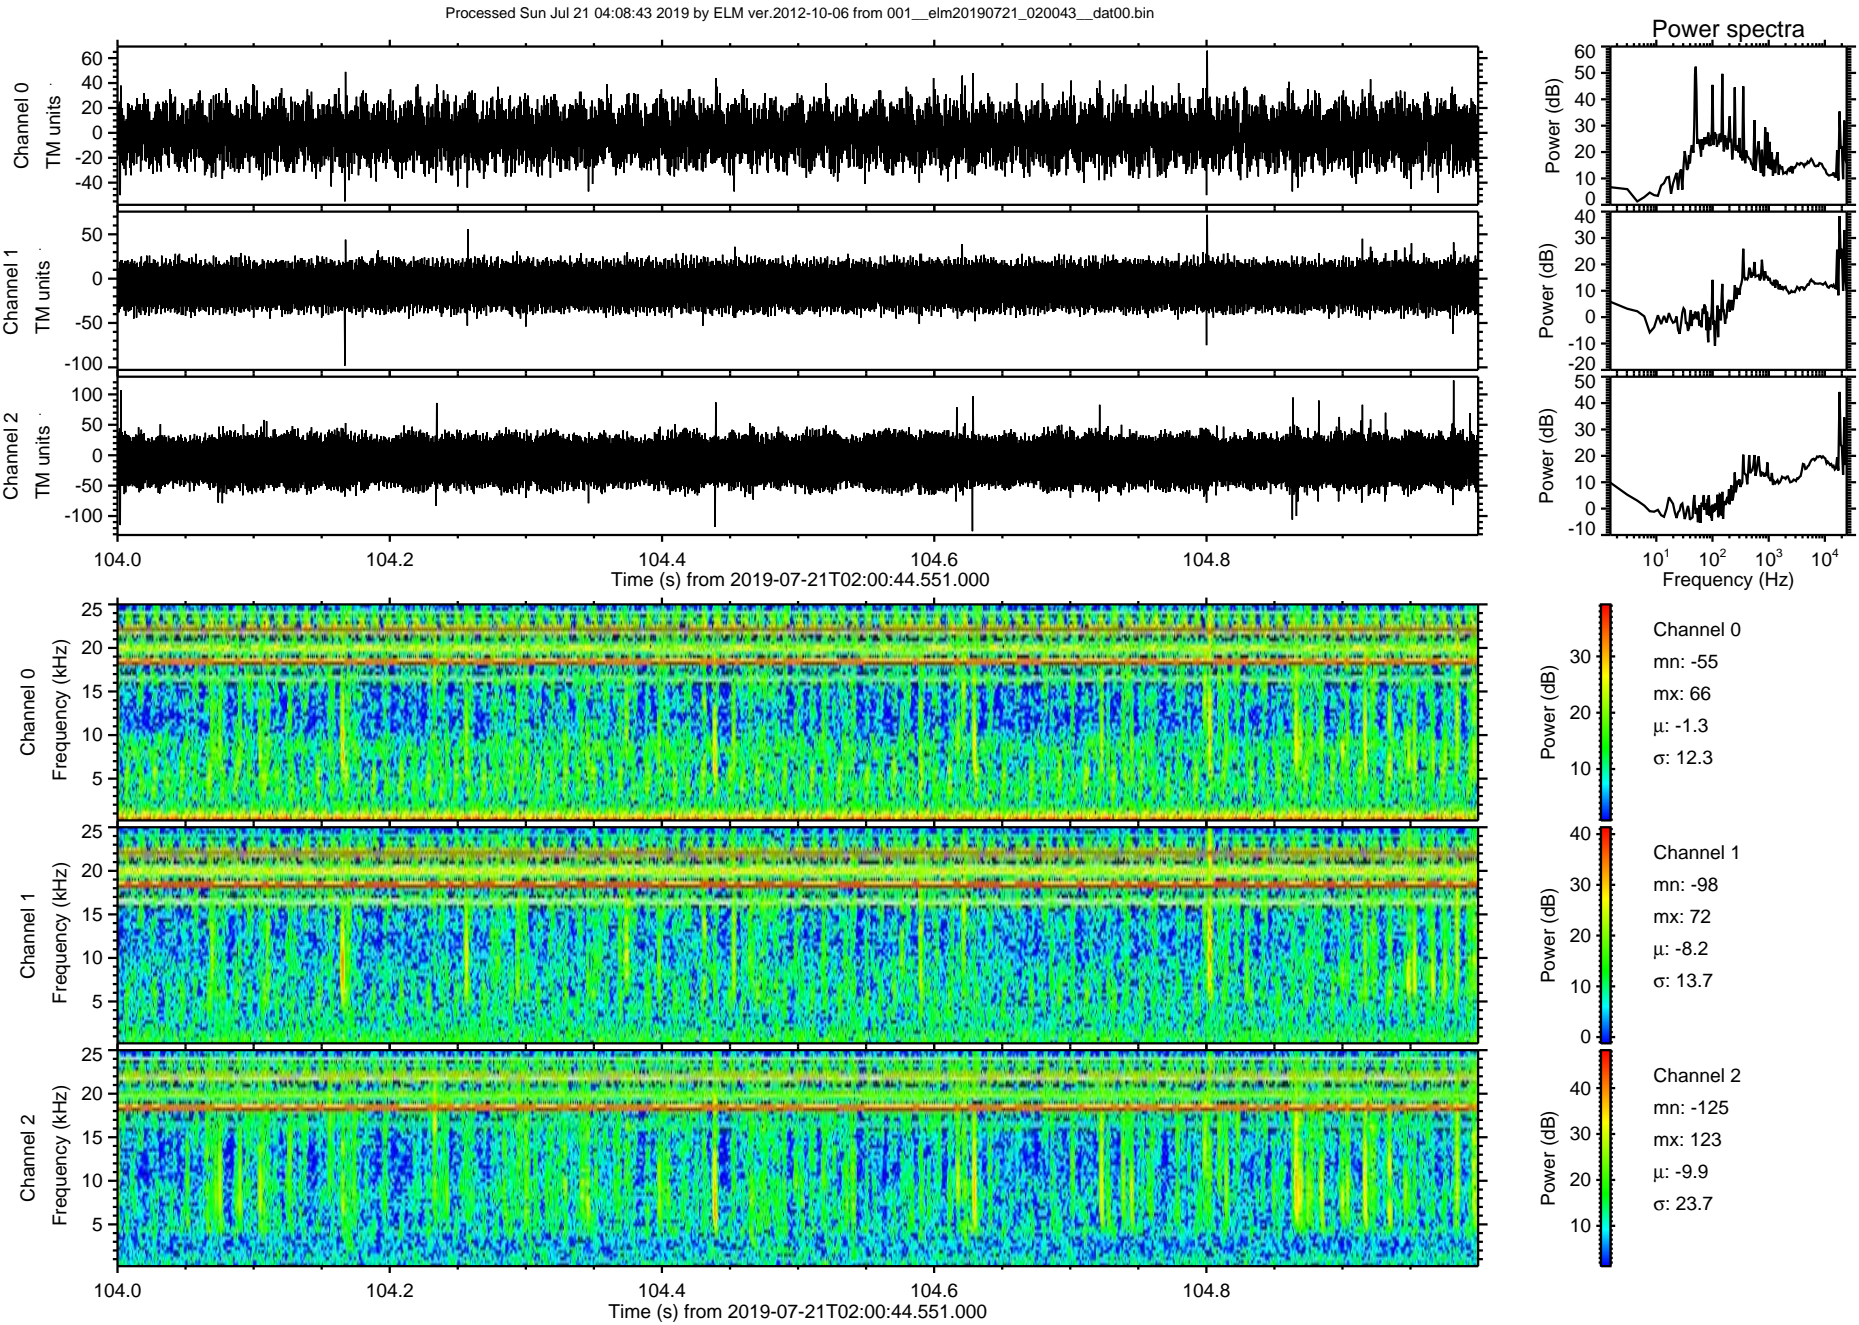 Processed Sun Jul 21 04:08:43 2019 by ELM ver.2012-10-06 from 001__elm20190721_020043__dat00.bin
Power spectra
Channel 0
TM units
60
40
20
0
-20
-40
Power (dB)
60
50
40
30
20
10
0
Channel 1
TM units
50
0
-50
-100
Power (dB)
40
30
20
10
0
-10
-20
Channel 2
TM units
100
50
0
-50
-100
Power (dB)
50
40
30
20
10
0
-10
104.0 104.2 104.4 104.6 104.8
Time (s) from 2019-07-21T02:00:44.551.000
10¹ 10² 10³ 10⁴
Frequency (Hz)
Channel 0
Frequency (kHz)
25
20
15
10
5
Power (dB)
30
20
10
Channel 0
mn: -55
mx: 66
µ: -1.3
σ: 12.3
Channel 1
Frequency (kHz)
25
20
15
10
5
Power (dB)
40
30
20
10
0
Channel 1
mn: -98
mx: 72
µ: -8.2
σ: 13.7
Channel 2
Frequency (kHz)
25
20
15
10
5
Power (dB)
40
30
20
10
Channel 2
mn: -125
mx: 123
µ: -9.9
σ: 23.7
104.0 104.2 104.4 104.6 104.8
Time (s) from 2019-07-21T02:00:44.551.000